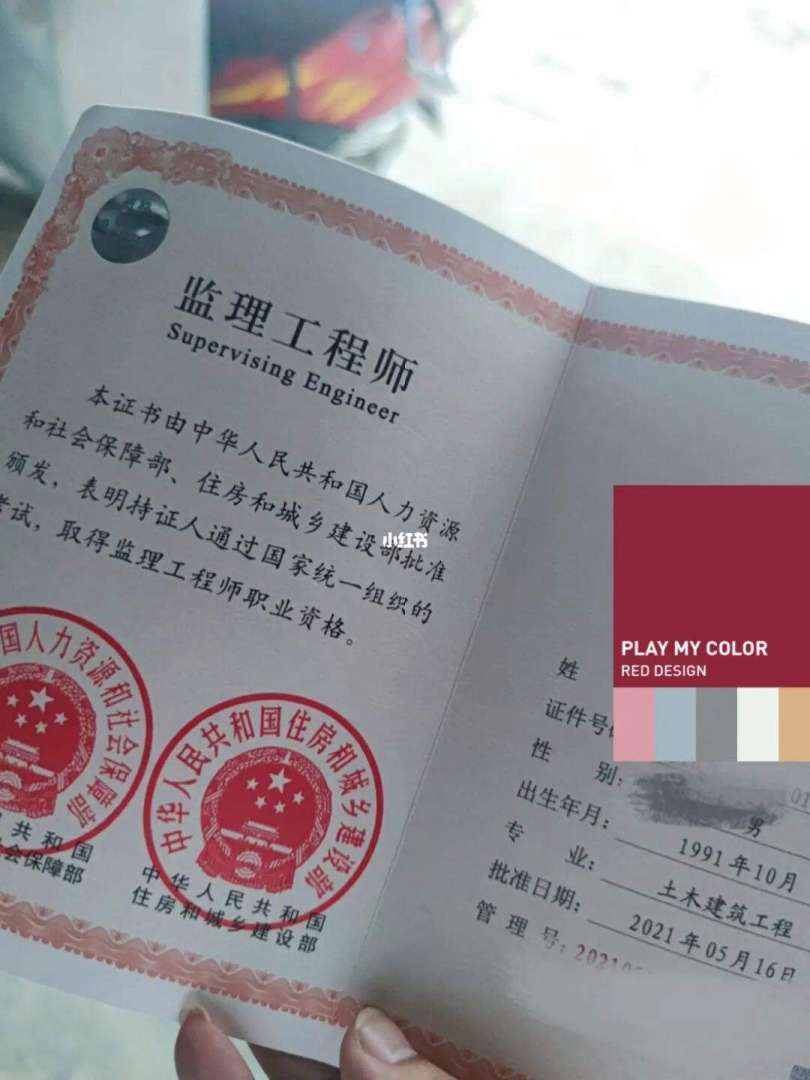 监理工程师
Supervising Engineer
本证书由中华人民共和国人力资源
和社会保障部、住房和城乡建设部批准
颁发，表明持证人通过国家统一组织的
考试，取得监理工程师职业资格。
国人力资源和社会保障部
共和国
社会保障部
中华人民共和国住房和城乡建设部
中华人民共和国
住房和城乡建设部
小红书
PLAY MY COLOR
RED DESIGN
姓
证件号
性 别：
男
出生年月：
1991年10月
专 业：
土木建筑工程
批准日期：
2021年05月16日
管理号：